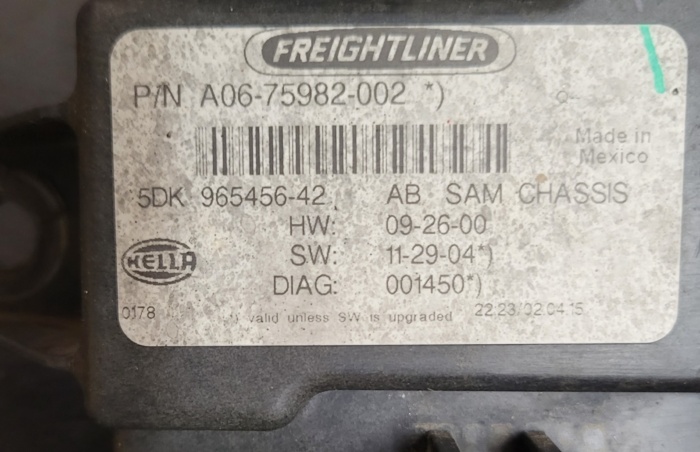 FREIGHTLINER
P/N A06-75982-002 *)
Made in
Mexico
5DK 965456-42 AB SAM CHASSIS
HW: 09-26-00
HELLA
SW: 11-29-04*)
DIAG: 001450*)
0178 valid unless SW is upgraded 22:23/02.04.15